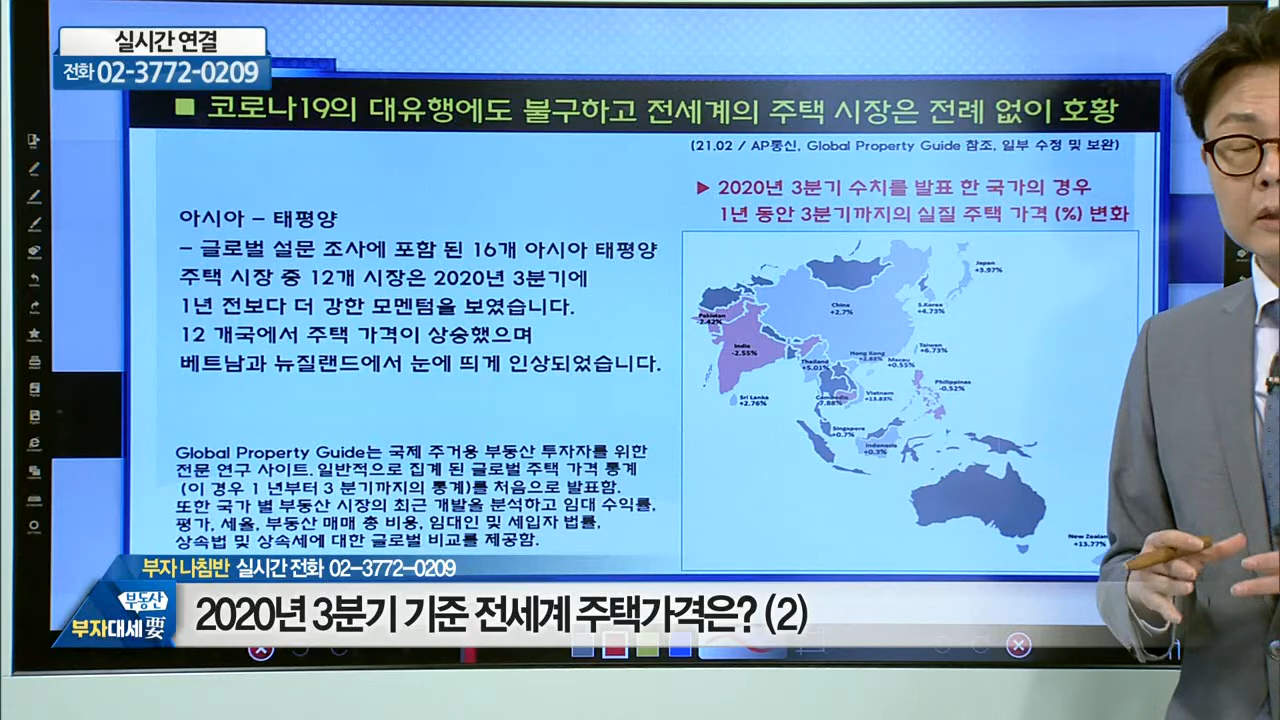 실시간 연결
전화 02-3772-0209
■ 코로나19의 대유행에도 불구하고 전세계의 주택 시장은 전례 없이 호황
(21.02 / AP통신, Global Property Guide 참조, 일부 수정 및 보완)
▶ 2020년 3분기 수치를 발표 한 국가의 경우
1년 동안 3분기까지의 실질 주택 가격 (%) 변화
아시아 – 태평양
– 글로벌 설문 조사에 포함 된 16개 아시아 태평양
주택 시장 중 12개 시장은 2020년 3분기에
1년 전보다 더 강한 모멘텀을 보였습니다.
12 개국에서 주택 가격이 상승했으며
베트남과 뉴질랜드에서 눈에 띄게 인상되었습니다.
Global Property Guide는 국제 주거용 부동산 투자자를 위한
전문 연구 사이트. 일반적으로 집계 된 글로벌 주택 가격 통계
(이 경우 1 년부터 3 분기까지의 통계)를 처음으로 발표함.
또한 국가 별 부동산 시장의 최근 개발을 분석하고 임대 수익률,
평가, 세율, 부동산 매매 총 비용, 임대인 및 세입자 법률,
상속법 및 상속세에 대한 글로벌 비교를 제공함.
Japan
+3.97%
China
+2.7%
S.Korea
+4.73%
Pakistan
-2.42%
India
-2.55%
Taiwan
+6.73%
Hong Kong
+2.63%
Macau
+0.55%
Thailand
+5.01%
Philippines
-0.52%
Sri Lanka
+2.76%
Cambodia
-7.88%
Vietnam
+13.83%
Singapore
+0.7%
Indonesia
+0.3%
New Zealan
+13.77%
부자 나침반 실시간 전화 02-3772-0209
부동산
부자대세 要
2020년 3분기 기준 전세계 주택가격은? (2)